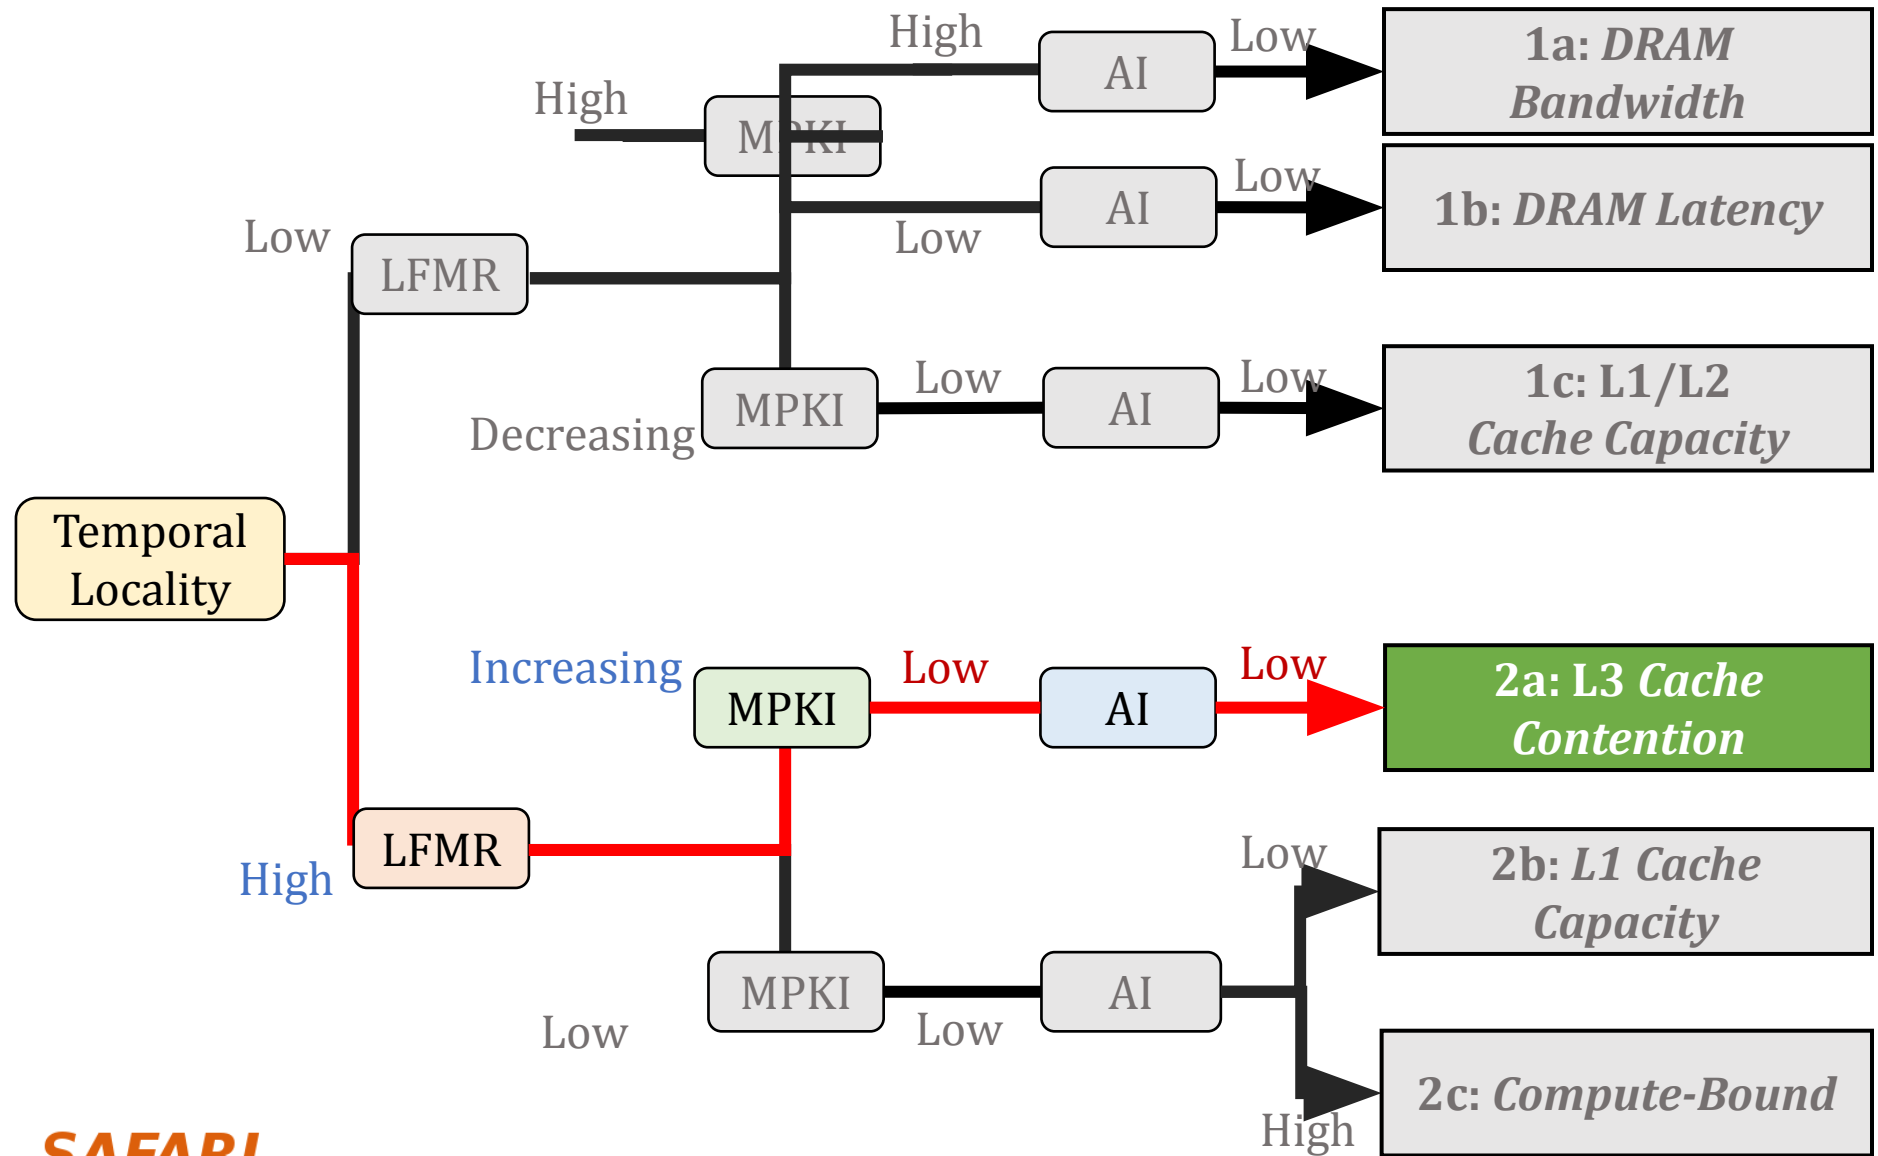 High
Low
1a: DRAM
Bandwidth
AI
High
MPKI
Low
1b: DRAM Latency
AI
Low
Low
LFMR
Low
Low
1c: L1/L2
Cache Capacity
MPKI
AI
Decreasing
Temporal
Locality
Increasing
Low
Low
2a: L3 Cache
Contention
MPKI
AI
LFMR
High
Low
2b: L1 Cache
Capacity
MPKI
AI
Low
Low
2c: Compute-Bound
High
SAFARI